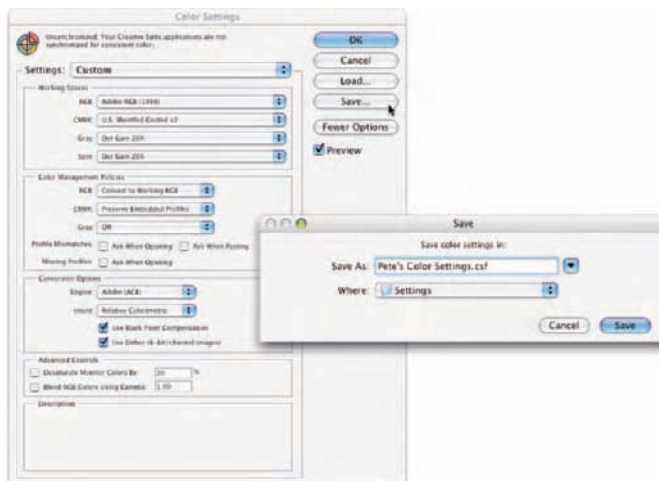 Color Settings
Unsynchronized: Your Creative Suite applications are not
synchronized for consistent color.
Settings: Custom
Working Spaces
RGB: Adobe RGB (1998)
CMYK: U.S. Sheetfed Coated v2
Gray: Dot Gain 20%
Spot: Dot Gain 20%
Color Management Policies
RGB: Convert to Working RGB
CMYK: Preserve Embedded Profiles
Gray: Off
Profile Mismatches: Ask When Opening Ask When Pasting
Missing Profiles: Ask When Opening
Conversion Options
Engine: Adobe (ACE)
Intent: Relative Colorimetric
Use Black Point Compensation
Use Dither (8-bit/channel images)
Advanced Controls
Desaturate Monitor Colors By: 20 %
Blend RGB Colors Using Gamma: 1.00
Description
OK
Cancel
Load...
Save...
Fewer Options
Preview
Save
Save color settings in:
Save As: Pete's Color Settings.csf
Where: Settings
Cancel Save